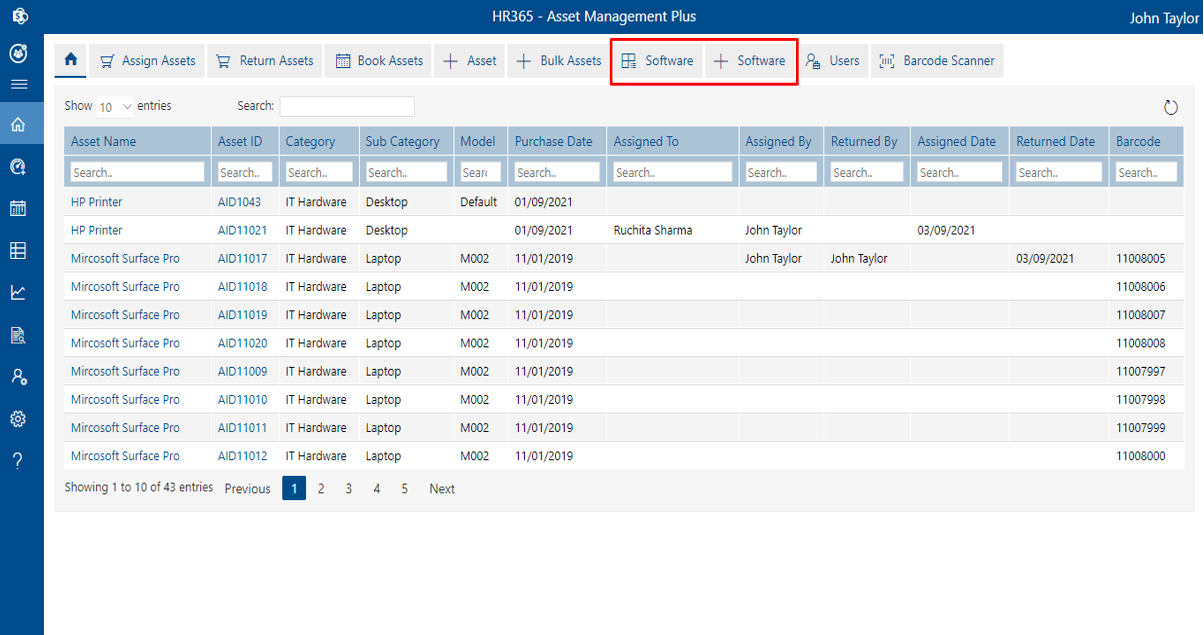 HR365 - Asset Management Plus
John Taylor
Assign Assets Return Assets Book Assets Asset Bulk Assets Software Software Users Barcode Scanner
Show 10 entries Search:
Asset Name Asset ID Category Sub Category Model Purchase Date Assigned To Assigned By Returned By Assigned Date Returned Date Barcode
Search.. Search.. Search.. Search.. Searc Search.. Search.. Search.. Search.. Search.. Search.. Search..
HP Printer AID1043 IT Hardware Desktop Default 01/09/2021
HP Printer AID11021 IT Hardware Desktop 01/09/2021 Ruchita Sharma John Taylor 03/09/2021
Mircosoft Surface Pro AID11017 IT Hardware Laptop M002 11/01/2019 John Taylor John Taylor 03/09/2021 11008005
Mircosoft Surface Pro AID11018 IT Hardware Laptop M002 11/01/2019 11008006
Mircosoft Surface Pro AID11019 IT Hardware Laptop M002 11/01/2019 11008007
Mircosoft Surface Pro AID11020 IT Hardware Laptop M002 11/01/2019 11008008
Mircosoft Surface Pro AID11009 IT Hardware Laptop M002 11/01/2019 11007997
Mircosoft Surface Pro AID11010 IT Hardware Laptop M002 11/01/2019 11007998
Mircosoft Surface Pro AID11011 IT Hardware Laptop M002 11/01/2019 11007999
Mircosoft Surface Pro AID11012 IT Hardware Laptop M002 11/01/2019 11008000
Showing 1 to 10 of 43 entries Previous 1 2 3 4 5 Next